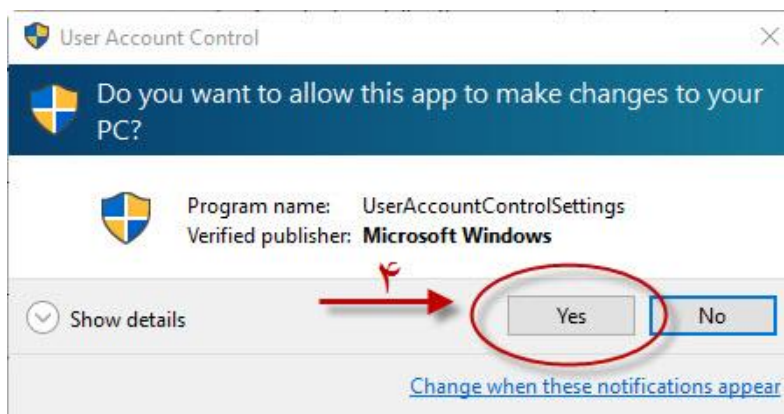 User Account Control
Do you want to allow this app to make changes to your
PC?
Program name: UserAccountControlSettings
Verified publisher: Microsoft Windows
۴
Show details
Yes
No
Change when these notifications appear